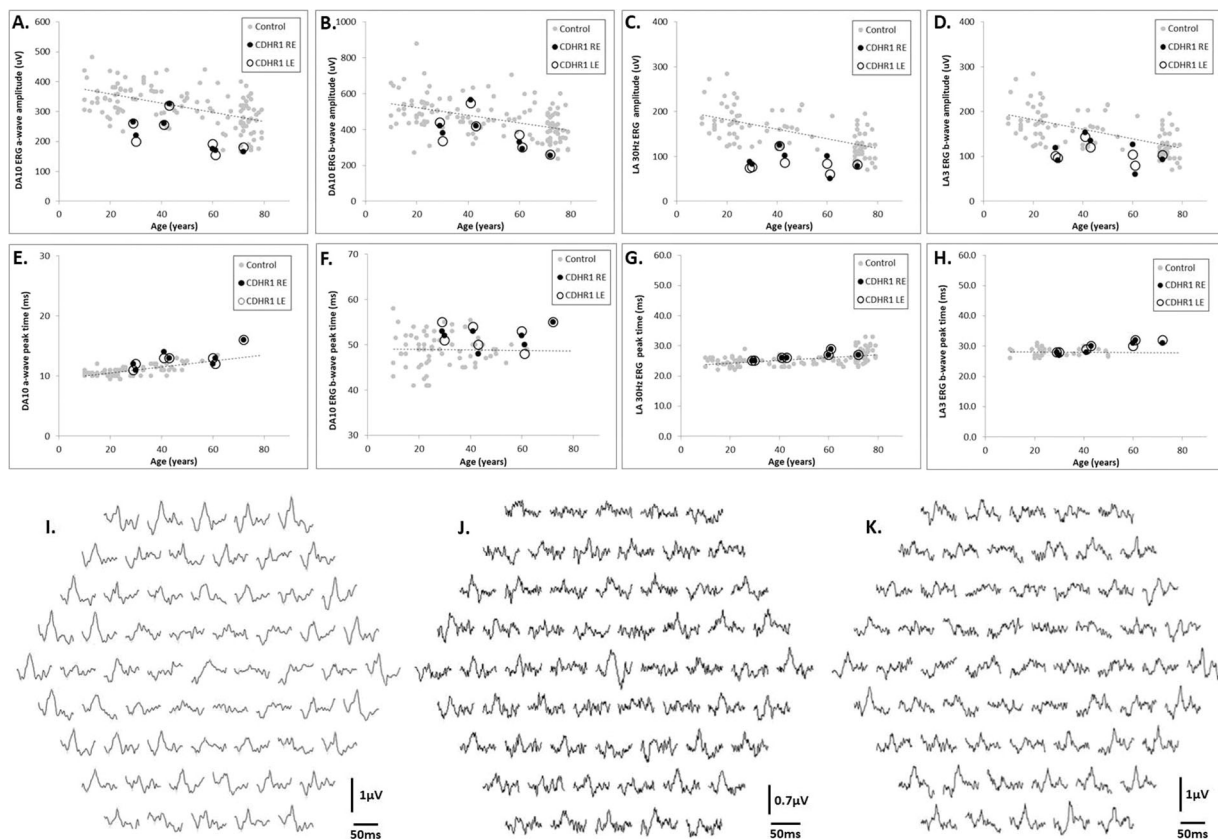 A.
DA10 ERG a-wave amplitude (uV)
600
500
400
300
200
100
0
0 20 40 60 80
Age (years)
Control
CDHR1 RE
CDHR1 LE
B.
DA10 ERG b-wave amplitude (uV)
1000
800
600
400
200
0
0 20 40 60 80
Age (years)
Control
CDHR1 RE
CDHR1 LE
C.
LA 30Hz ERG amplitude (uV)
400
300
200
100
0
0 20 40 60 80
Age (years)
Control
CDHR1 RE
CDHR1 LE
D.
LA3 ERG b-wave amplitude (uV)
400
300
200
100
0
0 20 40 60 80
Age (years)
Control
CDHR1 RE
CDHR1 LE
E.
DA10 a-wave peak time (ms)
30
20
10
0
0 20 40 60 80
Age (years)
Control
CDHR1 RE
CDHR1 LE
F.
DA10 ERG b-wave peak time (ms)
70
60
50
40
30
0 20 40 60 80
Age (years)
Control
CDHR1 RE
CDHR1 LE
G.
LA 30Hz ERG peak time (ms)
60.0
50.0
40.0
30.0
20.0
10.0
0.0
0 20 40 60 80
Age (years)
Control
CDHR1 RE
CDHR1 LE
H.
LA3 ERG b-wave peak time (ms)
60.0
50.0
40.0
30.0
20.0
10.0
0.0
0 20 40 60 80
Age (years)
Control
CDHR1 RE
CDHR1 LE
I.
1µV
50ms
J.
0.7µV
50ms
K.
1µV
50ms